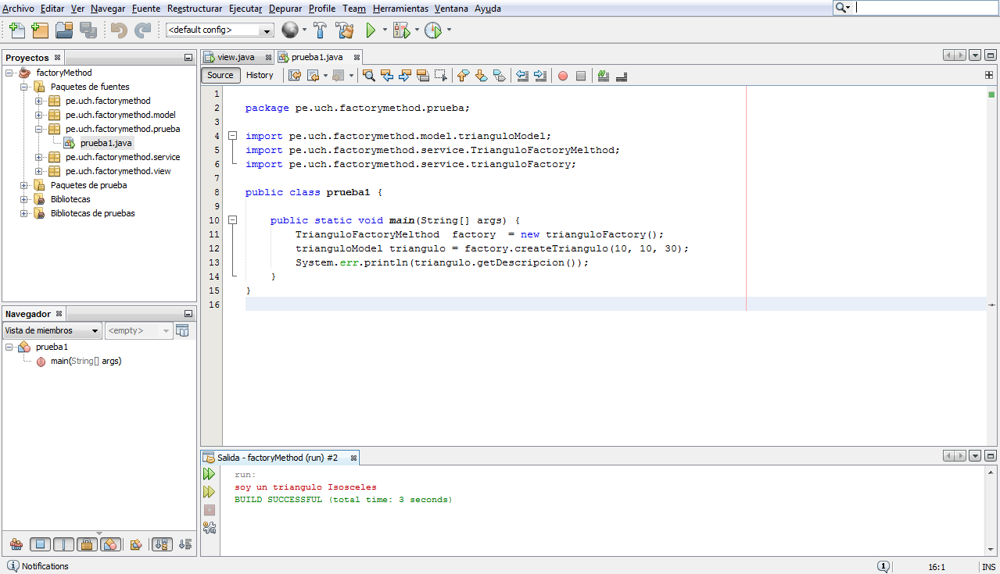 Archivo Editar Ver Navegar Fuente Reestructurar Ejecutar Depurar Profile Team Herramientas Ventana Ayuda
<default config>
Proyectos
factoryMethod
Paquetes de fuentes
pe.uch.factorymethod
pe.uch.factorymethod.model
pe.uch.factorymethod.prueba
prueba1.java
pe.uch.factorymethod.service
pe.uch.factorymethod.view
Paquetes de prueba
Bibliotecas
Bibliotecas de pruebas
Navegador
Vista de miembros <empty>
prueba1
main(String[] args)
view.java prueba1.java
Source History
1
2 package pe.uch.factorymethod.prueba;
3
4 import pe.uch.factorymethod.model.trianguloModel;
5 import pe.uch.factorymethod.service.TrianguloFactoryMelthod;
6 import pe.uch.factorymethod.service.trianguloFactory;
7
8 public class prueba1 {
9
10 public static void main(String[] args) {
11 TrianguloFactoryMelthod factory = new trianguloFactory();
12 trianguloModel triangulo = factory.createTriangulo(10, 10, 30);
13 System.err.println(triangulo.getDescripcion());
14 }
15 }
16
Salida - factoryMethod (run) #2
run:
soy un triangulo Isosceles
BUILD SUCCESSFUL (total time: 3 seconds)
Notifications 1 16:1 INS